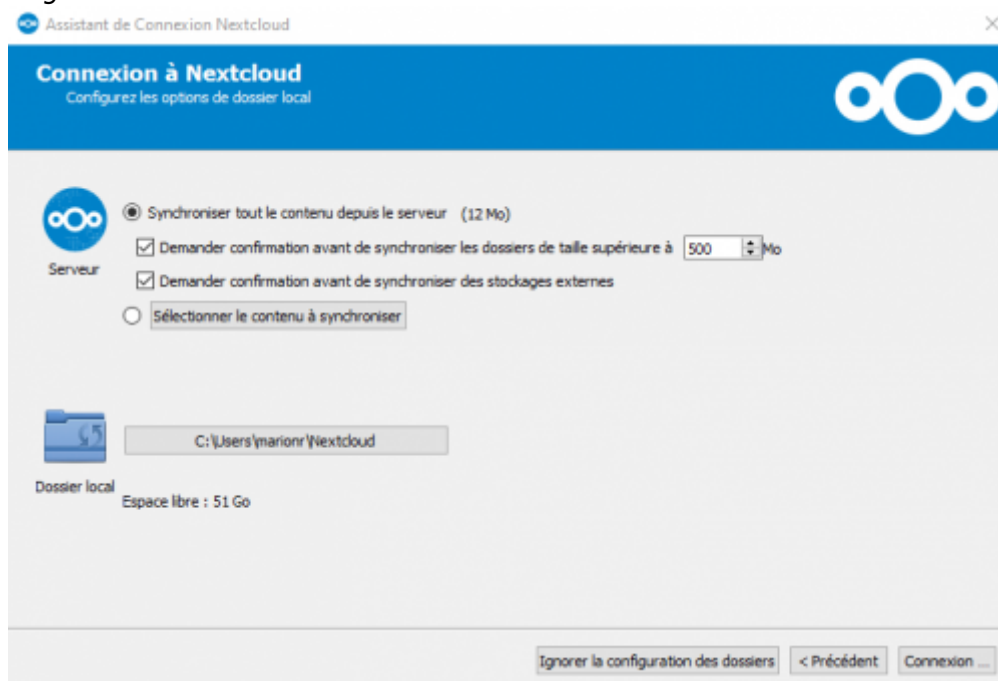 Assistant de Connexion Nextcloud
Connexion à Nextcloud
Configurez les options de dossier local
Synchroniser tout le contenu depuis le serveur (12 Mo)
Demander confirmation avant de synchroniser les dossiers de taille supérieure à 500 Mo
Serveur
Demander confirmation avant de synchroniser des stockages externes
Sélectionner le contenu à synchroniser
C:\Users\marionr\Nextcloud
Dossier local
Espace libre : 51 Go
Ignorer la configuration des dossiers < Précédent Connexion ...